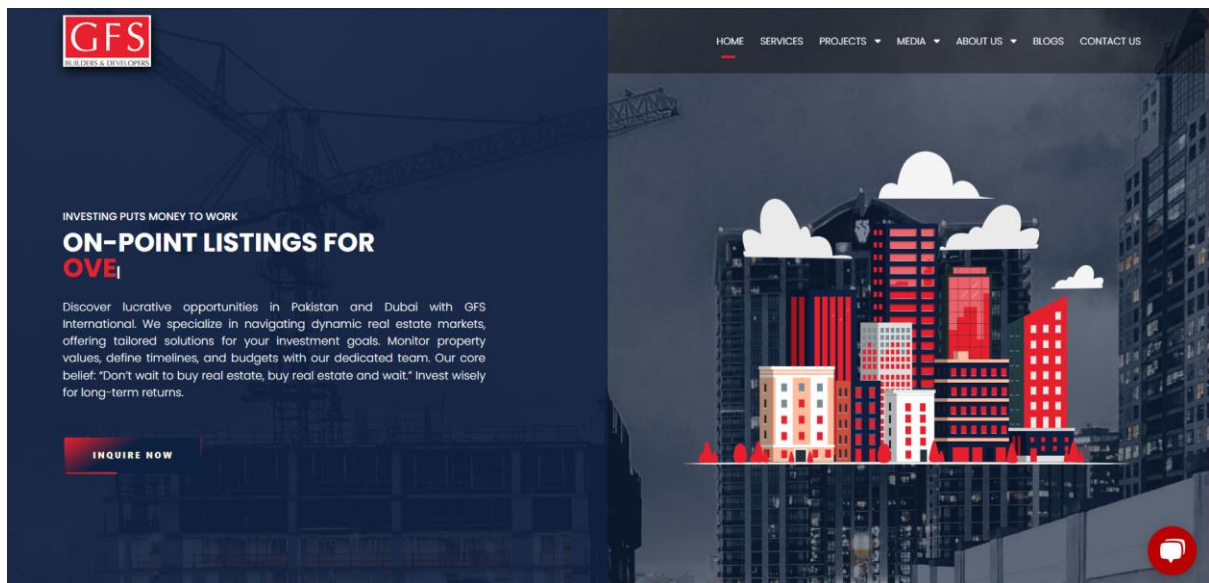 GFS
BUILDERS & DEVELOPERS
HOME SERVICES PROJECTS MEDIA ABOUT US BLOGS CONTACT US
INVESTING PUTS MONEY TO WORK
ON-POINT LISTINGS FOR
OVE
Discover lucrative opportunities in Pakistan and Dubai with GFS
International. We specialize in navigating dynamic real estate markets,
offering tailored solutions for your investment goals. Monitor property
values, define timelines, and budgets with our dedicated team. Our core
belief: “Don’t wait to buy real estate, buy real estate and wait.” Invest wisely
for long-term returns.
INQUIRE NOW